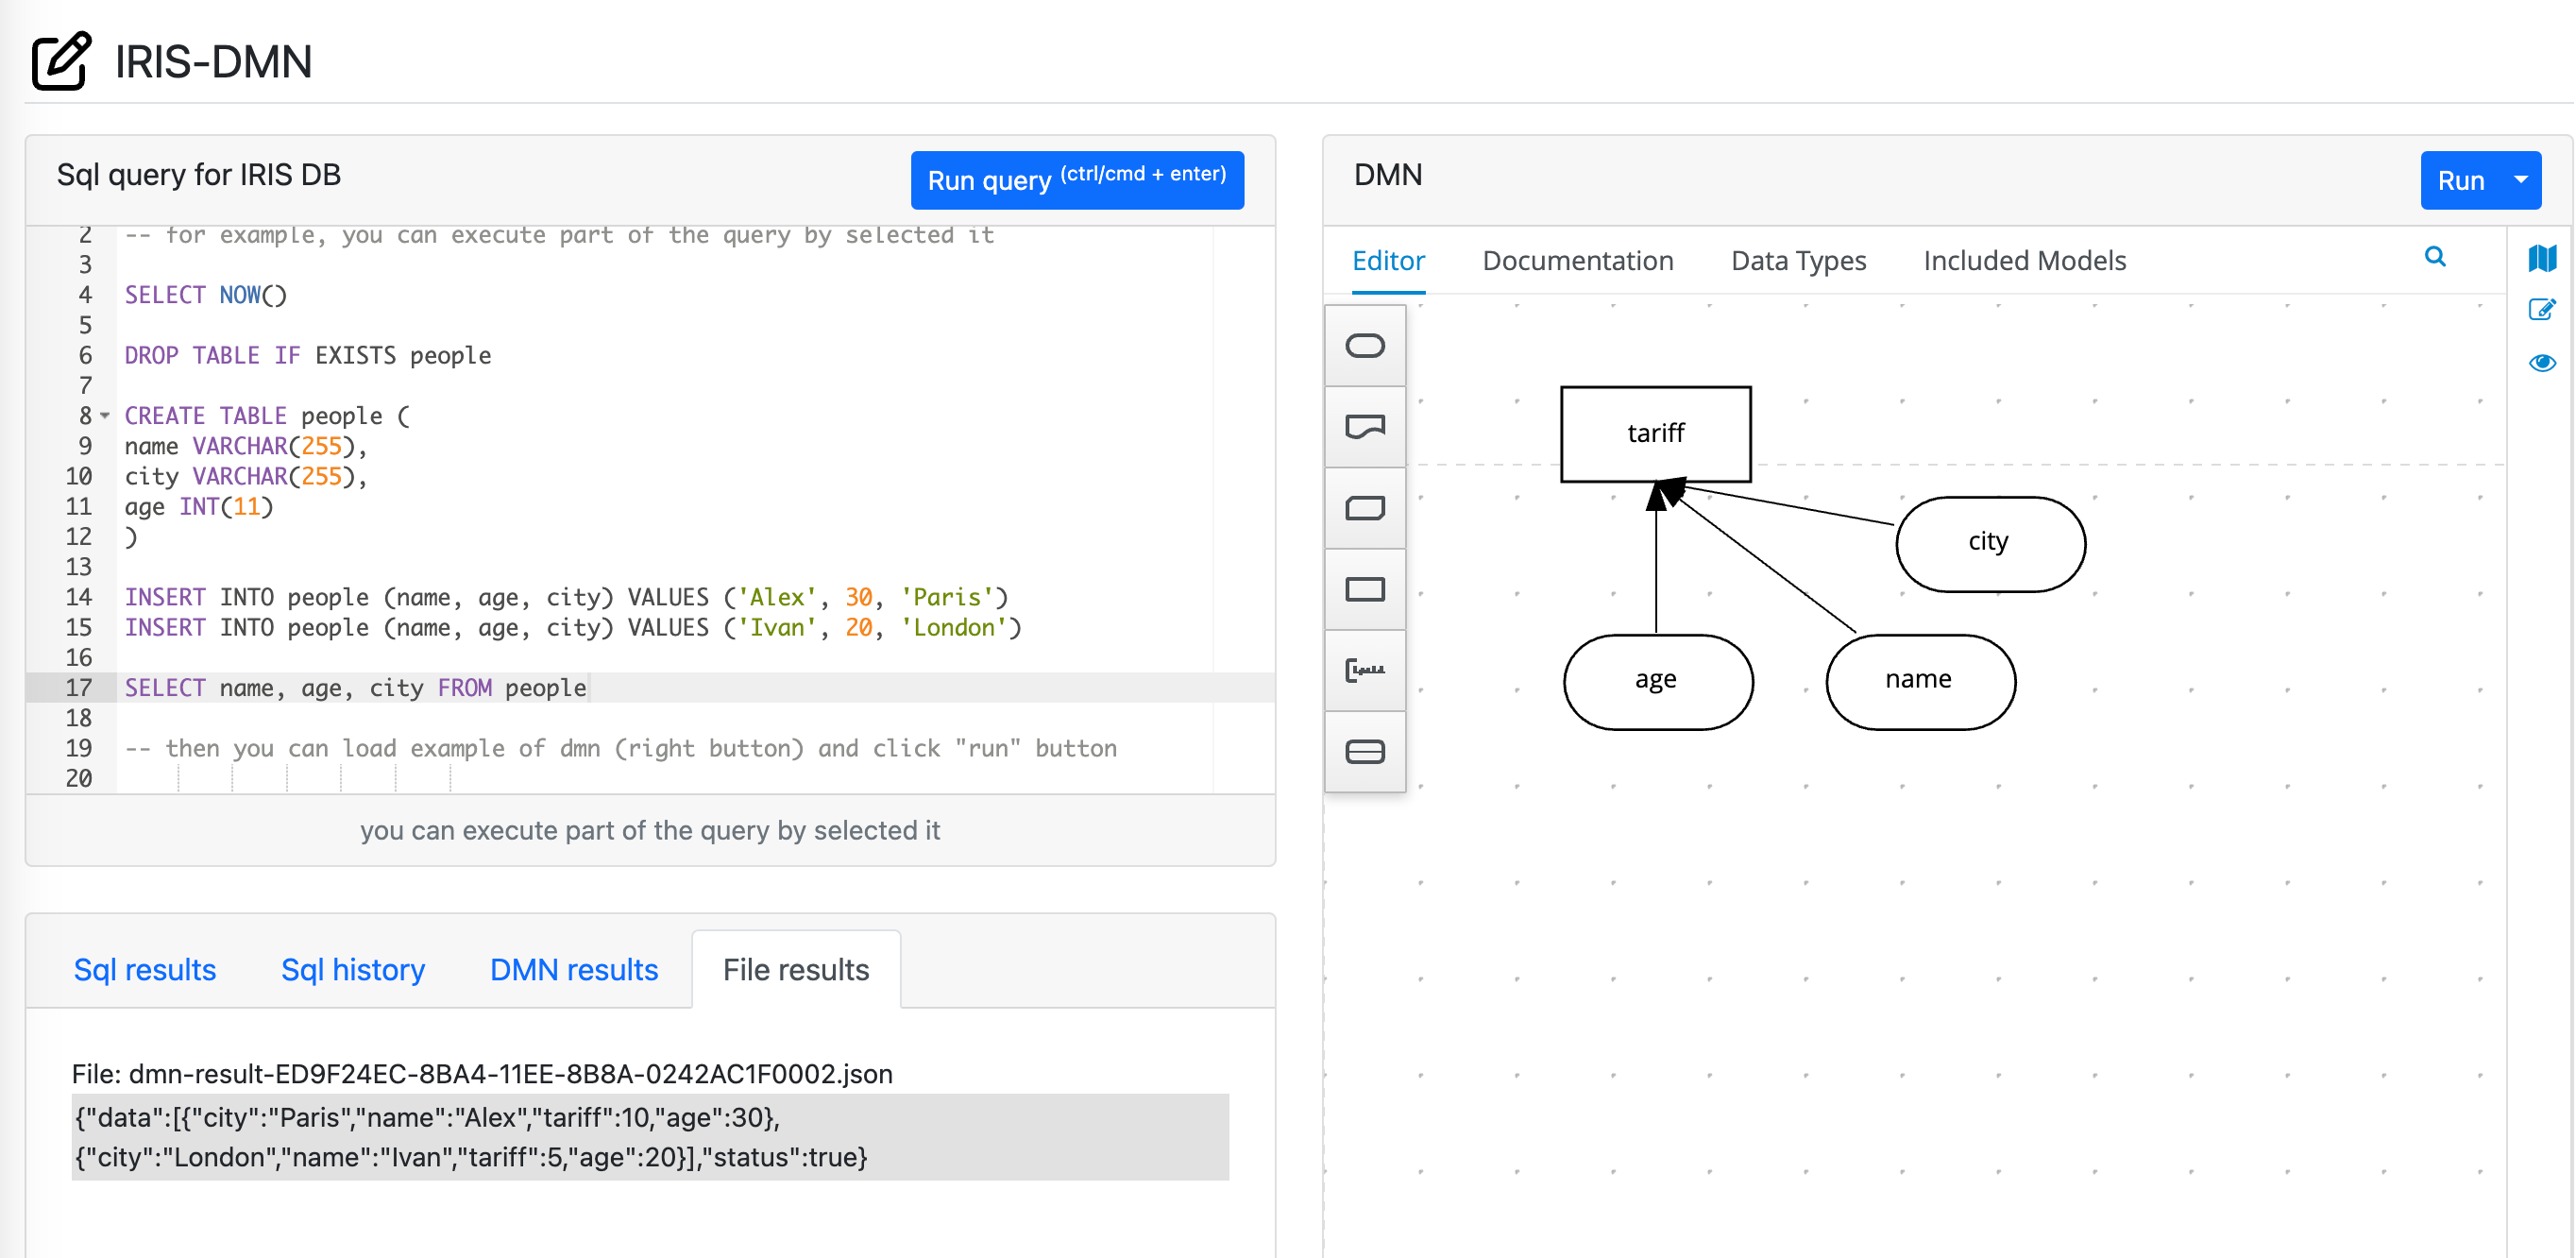 IRIS-DMN
Sql query for IRIS DB
Run query (ctrl/cmd + enter)
2 -- for example, you can execute part of the query by selected it
3
4 SELECT NOW()
5
6 DROP TABLE IF EXISTS people
7
8 CREATE TABLE people (
9 name VARCHAR(255),
10 city VARCHAR(255),
11 age INT(11)
12 )
13
14 INSERT INTO people (name, age, city) VALUES ('Alex', 30, 'Paris')
15 INSERT INTO people (name, age, city) VALUES ('Ivan', 20, 'London')
16
17 SELECT name, age, city FROM people
18
19 -- then you can load example of dmn (right button) and click "run" button
20
you can execute part of the query by selected it
Sql results
Sql history
DMN results
File results
File: dmn-result-ED9F24EC-8BA4-11EE-8B8A-0242AC1F0002.json
{"data":[{"city":"Paris","name":"Alex","tariff":10,"age":30},
{"city":"London","name":"Ivan","tariff":5,"age":20}],"status":true}
DMN
Run
Editor
Documentation
Data Types
Included Models
tariff
city
age
name